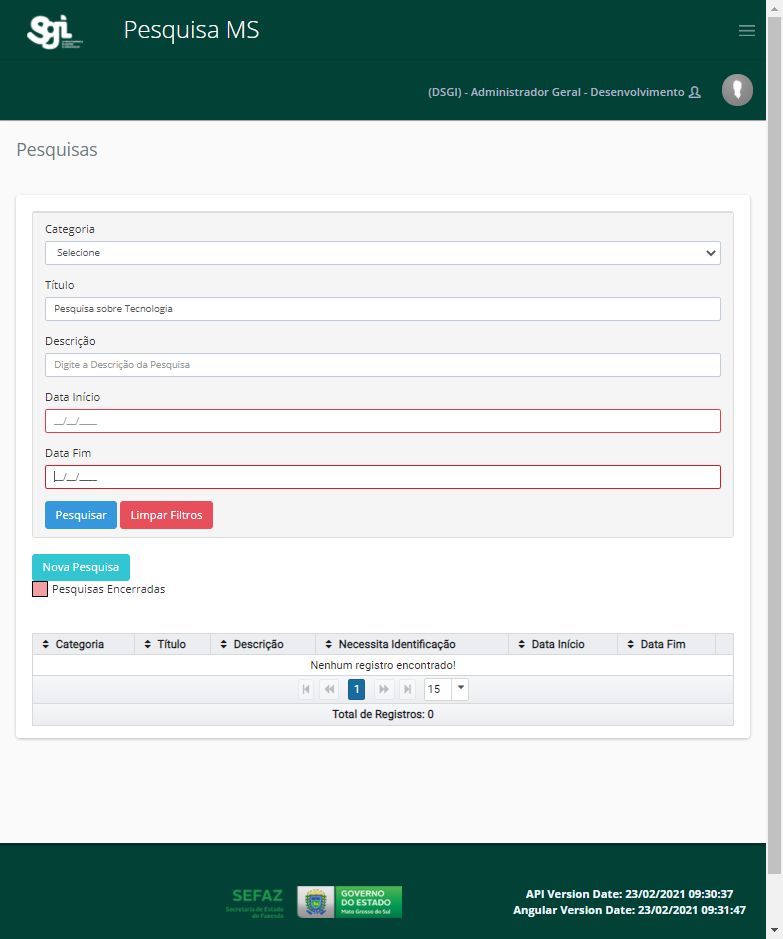 Sgi
Pesquisa MS
(DSGI) - Administrador Geral - Desenvolvimento
Pesquisas
Categoria
Selecione
Título
Pesquisa sobre Tecnologia
Descrição
Digite a Descrição da Pesquisa
Data Início
__/__/____
Data Fim
__/__/____
Pesquisar Limpar Filtros
Nova Pesquisa
Pesquisas Encerradas
Categoria Título Descrição Necessita Identificação Data Início Data Fim
Nenhum registro encontrado!
1 15
Total de Registros: 0
SEFAZ
Secretaria de Estado
de Fazenda
GOVERNO
DO ESTADO
Mato Grosso do Sul
API Version Date: 23/02/2021 09:30:37
Angular Version Date: 23/02/2021 09:31:47